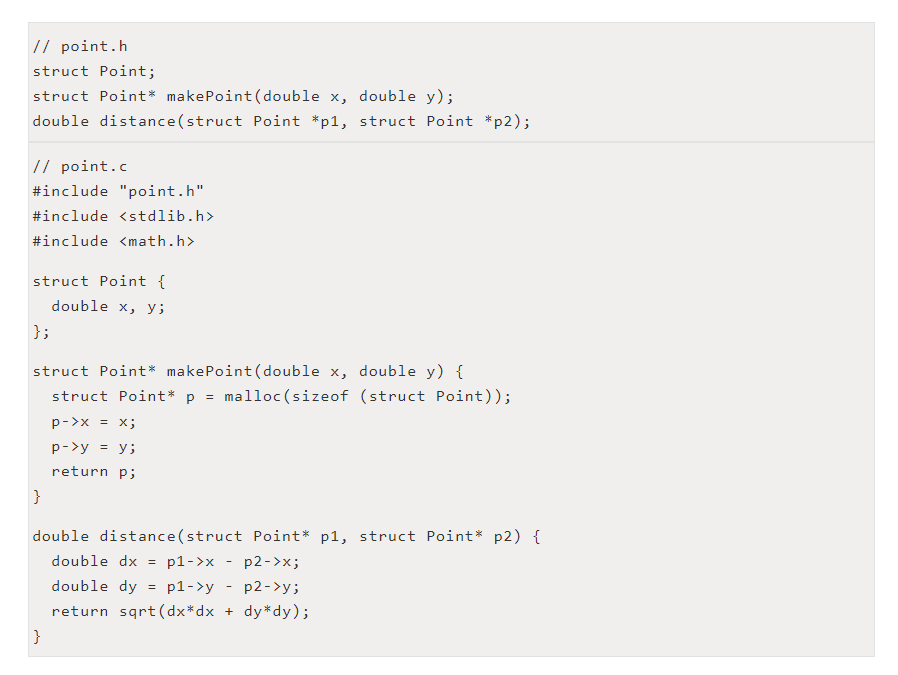 // point.h
struct Point;
struct Point* makePoint(double x, double y);
double distance(struct Point *p1, struct Point *p2);
// point.c
#include "point.h"
#include <stdlib.h>
#include <math.h>
struct Point {
  double x, y;
};
struct Point* makePoint(double x, double y) {
  struct Point* p = malloc(sizeof (struct Point));
  p->x = x;
  p->y = y;
  return p;
}
double distance(struct Point* p1, struct Point* p2) {
  double dx = p1->x - p2->x;
  double dy = p1->y - p2->y;
  return sqrt(dx*dx + dy*dy);
}